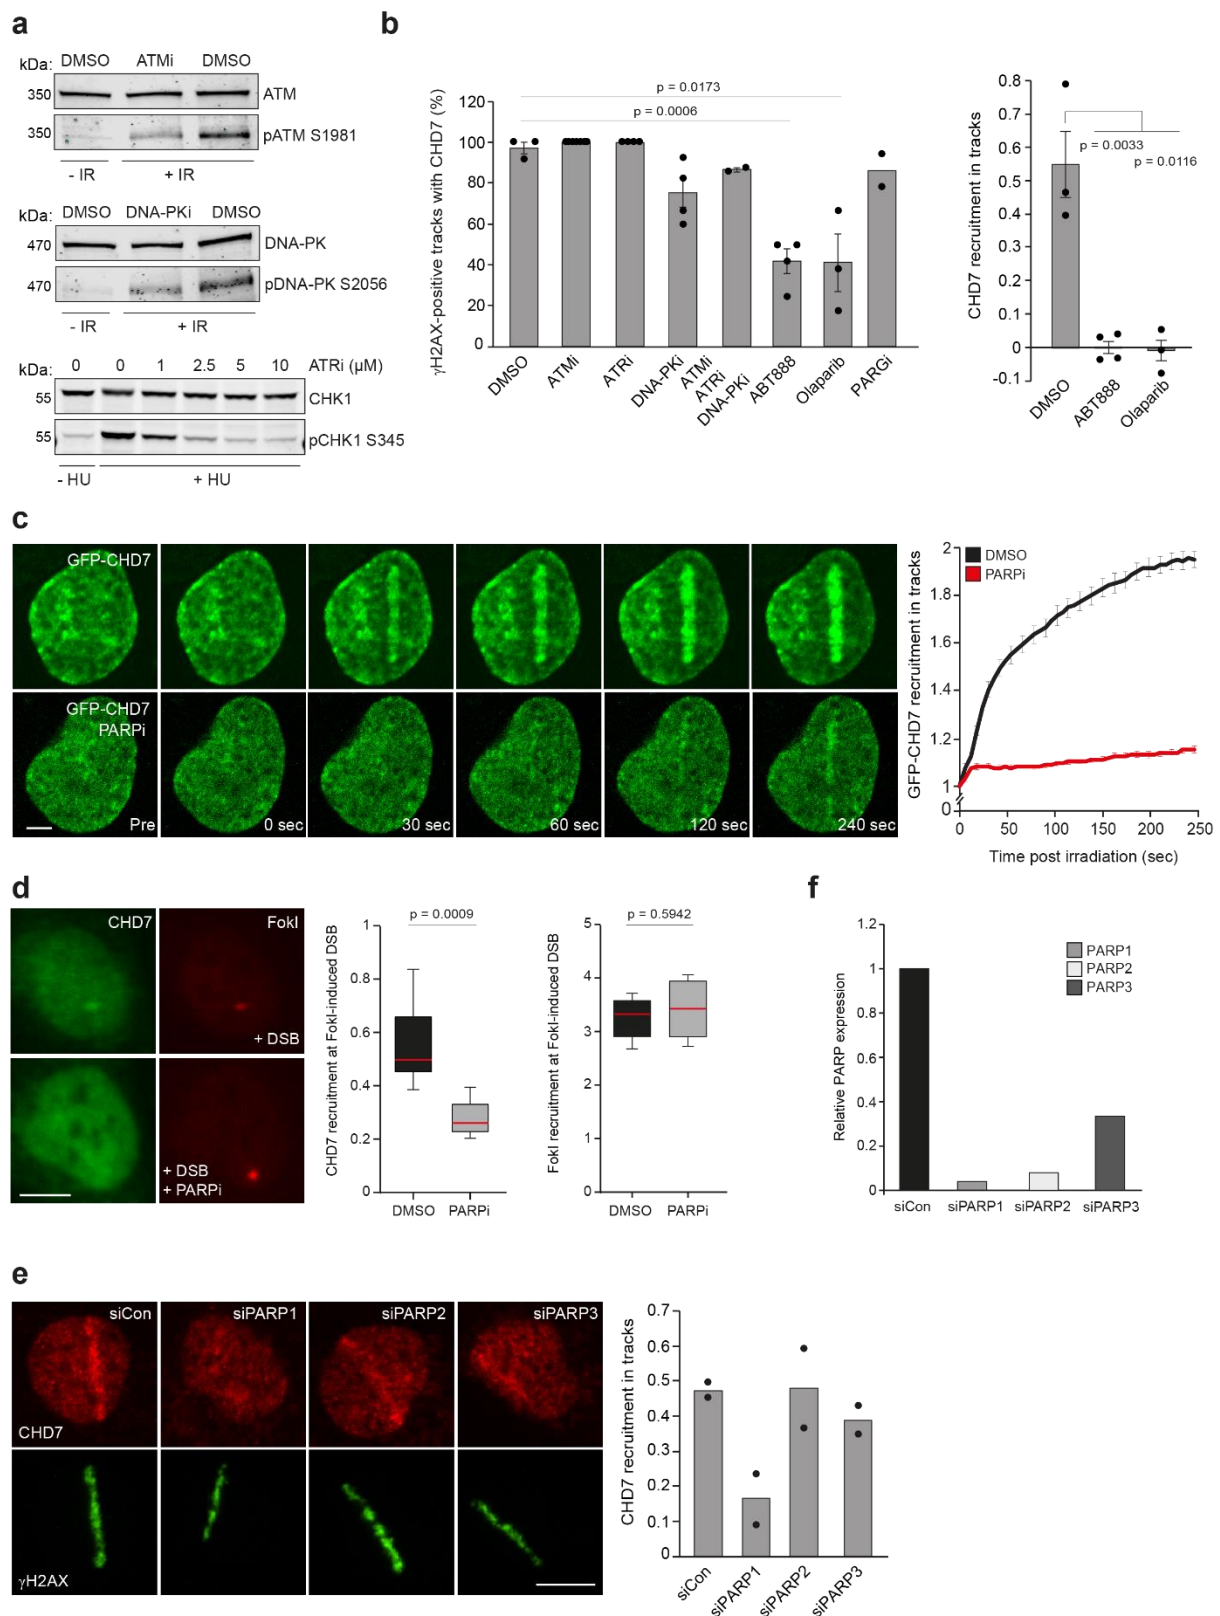 a
kDa: DMSO ATMi DMSO
350 ATM
350 pATM S1981
- IR + IR
kDa: DMSO DNA-PKi DMSO
470 DNA-PK
470 pDNA-PK S2056
- IR + IR
kDa: 0 0 1 2.5 5 10 ATRi (µM)
55 CHK1
55 pCHK1 S345
- HU + HU
b
γH2AX-positive tracks with CHD7 (%)
120
100
80
60
40
20
0
p = 0.0173
p = 0.0006
DMSO
ATMi
ATRi
DNA-PKi
ATMi
ATRi
DNA-PKi
ABT888
Olaparib
PARGi
CHD7 recruitment in tracks
0.8
0.7
0.6
0.5
0.4
0.3
0.2
0.1
0
-0.1
p = 0.0033
p = 0.0116
DMSO
ABT888
Olaparib
c
GFP-CHD7
GFP-CHD7
PARPi
Pre 0 sec 30 sec 60 sec 120 sec 240 sec
GFP-CHD7 recruitment in tracks
2
1.8
1.6
1.4
1.2
1
0
DMSO
PARPi
0 50 100 150 200 250
Time post irradiation (sec)
d
CHD7 FokI
+ DSB
+ DSB
+ PARPi
CHD7 recruitment at FokI-induced DSB
1
0.8
0.6
0.4
0.2
0
p = 0.0009
DMSO PARPi
FokI recruitment at FokI-induced DSB
5
4
3
2
1
0
p = 0.5942
DMSO PARPi
f
Relative PARP expression
1.2
1
0.8
0.6
0.4
0.2
0
PARP1
PARP2
PARP3
siCon siPARP1 siPARP2 siPARP3
e
siCon siPARP1 siPARP2 siPARP3
CHD7
γH2AX
CHD7 recruitment in tracks
0.7
0.6
0.5
0.4
0.3
0.2
0.1
0
siCon
siPARP1
siPARP2
siPARP3